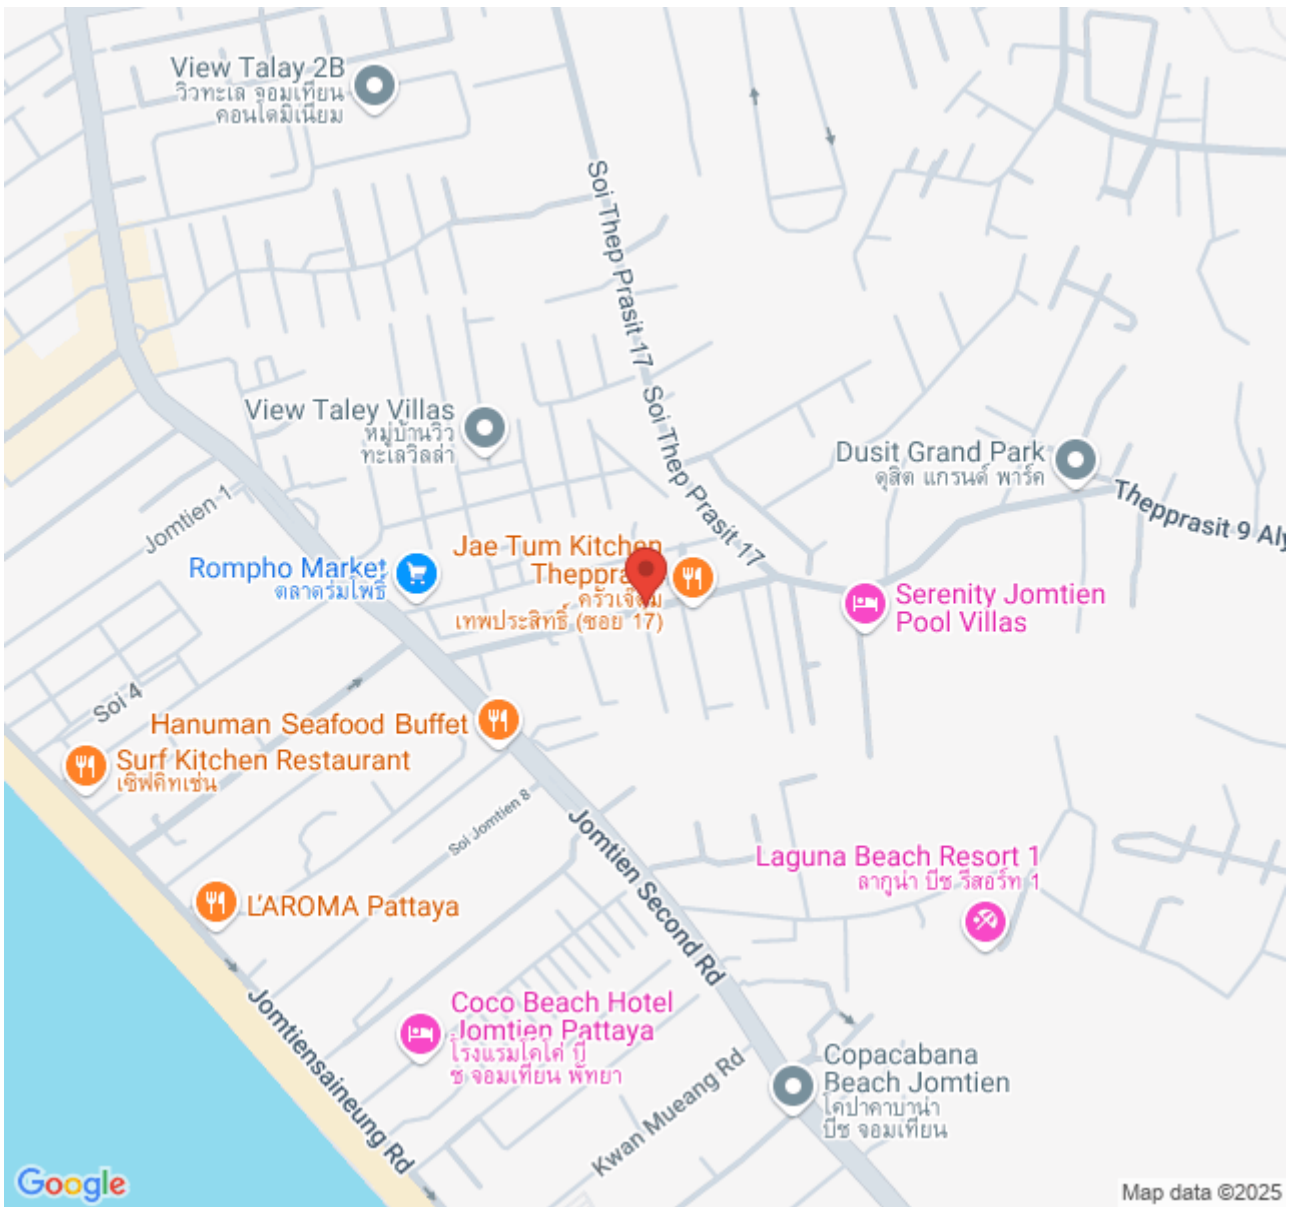 View Talay 2B
วิวทะเล จอมเทียน
คอนโดมิเนียม
Soi Thep Prasit 17
Soi Thep Prasit 17
View Taley Villas
หมู่บ้านวิว
ทะเลวิลล่า
Dusit Grand Park
ดุสิต แกรนด์ พาร์ค
Thepprasit 9 Aly
Jomtien 1
Rompho Market
ตลาดร่มโพธิ์
Jae Tum Kitchen
เทพประสิทธิ์ (ซอย 17)
Serenity Jomtien
Pool Villas
Soi 4
Hanuman Seafood Buffet
Surf Kitchen Restaurant
เซิฟคิทเช่น
Soi Jomtien 8
Jomtien Second Rd
Laguna Beach Resort 1
ลากูน่า บีช รีสอร์ท 1
L'AROMA Pattaya
Jomtiensaineung Rd
Coco Beach Hotel
Jomtien Pattaya
โรงแรมโคโค่ บี
ช จอมเทียน พัทยา
Kwan Mueang Rd
Copacabana
Beach Jomtien
โคปาคาบาน่า
บีช จอมเทียน
Google
Map data ©2025